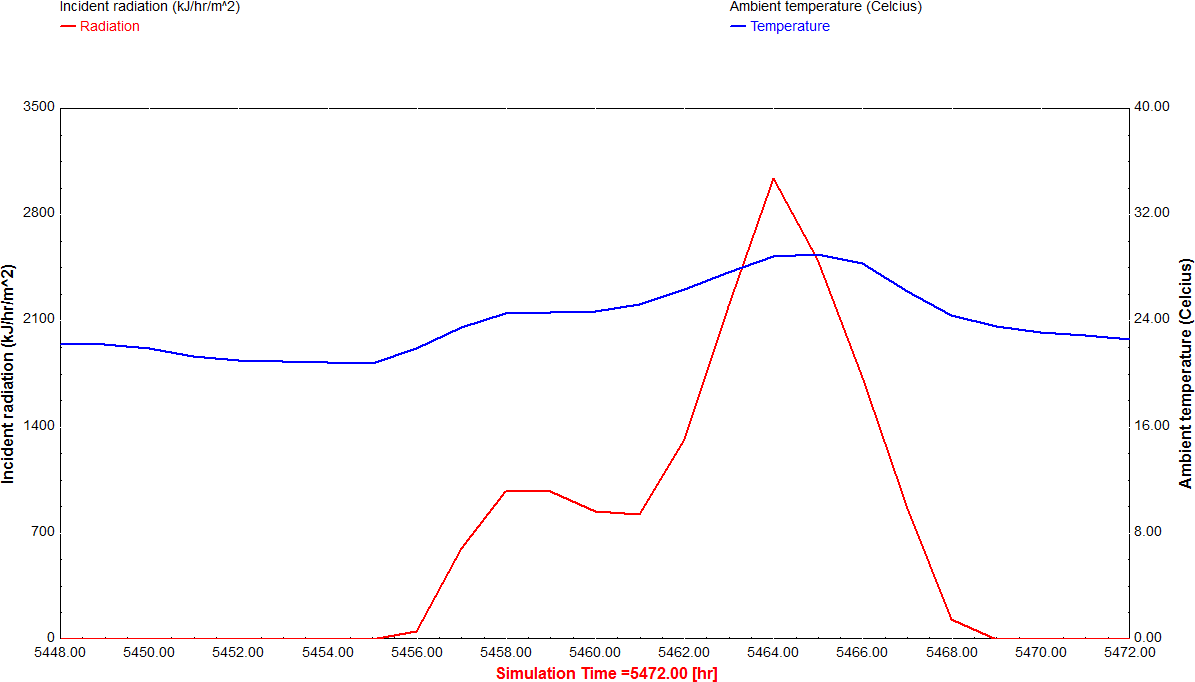 Incident radiation (kJ/hr/m^2)
Radiation
Ambient temperature (Celcius)
Temperature
Incident radiation (kJ/hr/m^2)
3500
2800
2100
1400
700
0
40.00
32.00
24.00
16.00
8.00
0.00
Ambient temperature (Celcius)
5448.00 5450.00 5452.00 5454.00 5456.00 5458.00 5460.00 5462.00 5464.00 5466.00 5468.00 5470.00 5472.00
Simulation Time =5472.00 [hr]